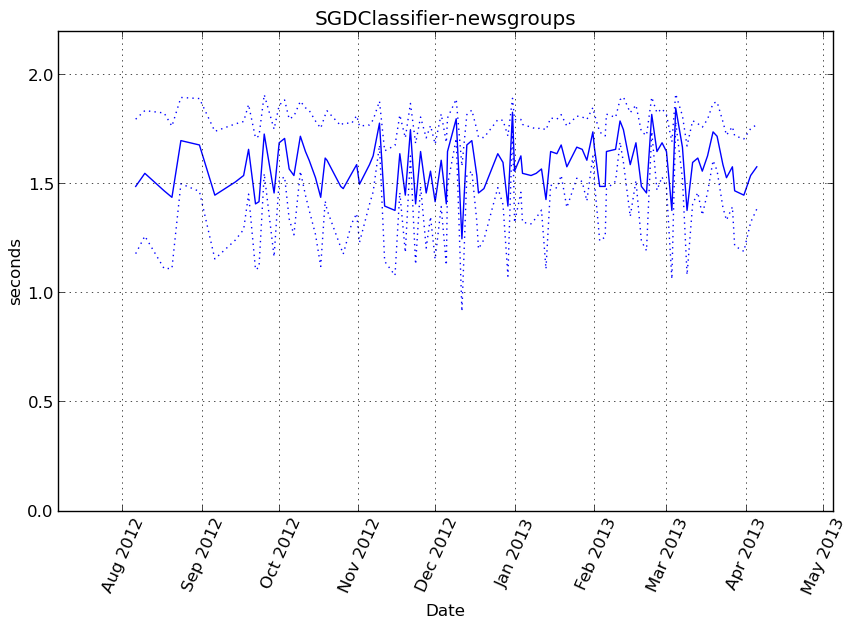 SGDClassifier-newsgroups
2.0
1.5
1.0
0.5
0.0
seconds
Aug 2012
Sep 2012
Oct 2012
Nov 2012
Dec 2012
Jan 2013
Feb 2013
Mar 2013
Apr 2013
May 2013
Date